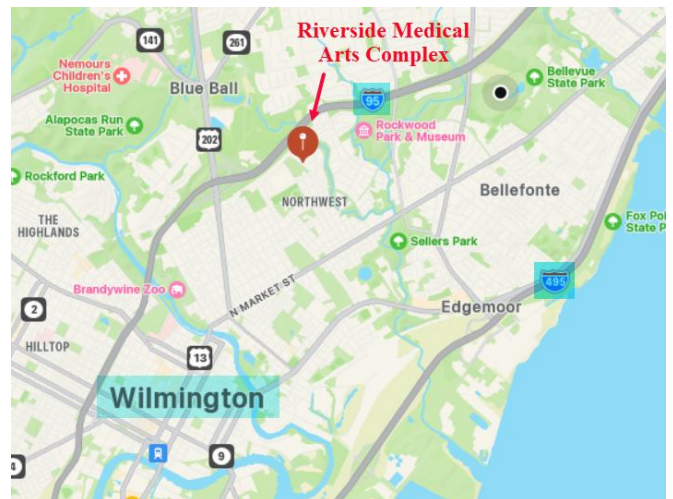 Riverside Medical
Arts Complex
141
261
Nemours
Children's
Hospital
Blue Ball
95
Bellevue
State Park
Alapocas Run
State Park
202
Rockwood
Park & Museum
Rockford Park
NORTHWEST
Bellefonte
THE
HIGHLANDS
Sellers Park
Fox Poi
State P
Brandywine Zoo
495
N MARKET ST
2
Edgemoor
HILLTOP
13
Wilmington
9
4